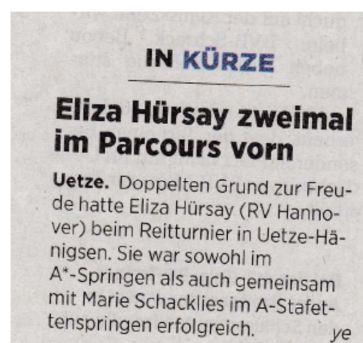 IN KÜRZE
Eliza Hürsay zweimal
im Parcours vorn
Uetze. Doppelten Grund zur Freu-
de hatte Eliza Hürsay (RV Hanno-
ver) beim Reitturnier in Uetze-Hä-
nigsen. Sie war sowohl im
A*-Springen als auch gemeinsam
mit Marie Schacklies im A-Stafet-
tenspringen erfolgreich. ye